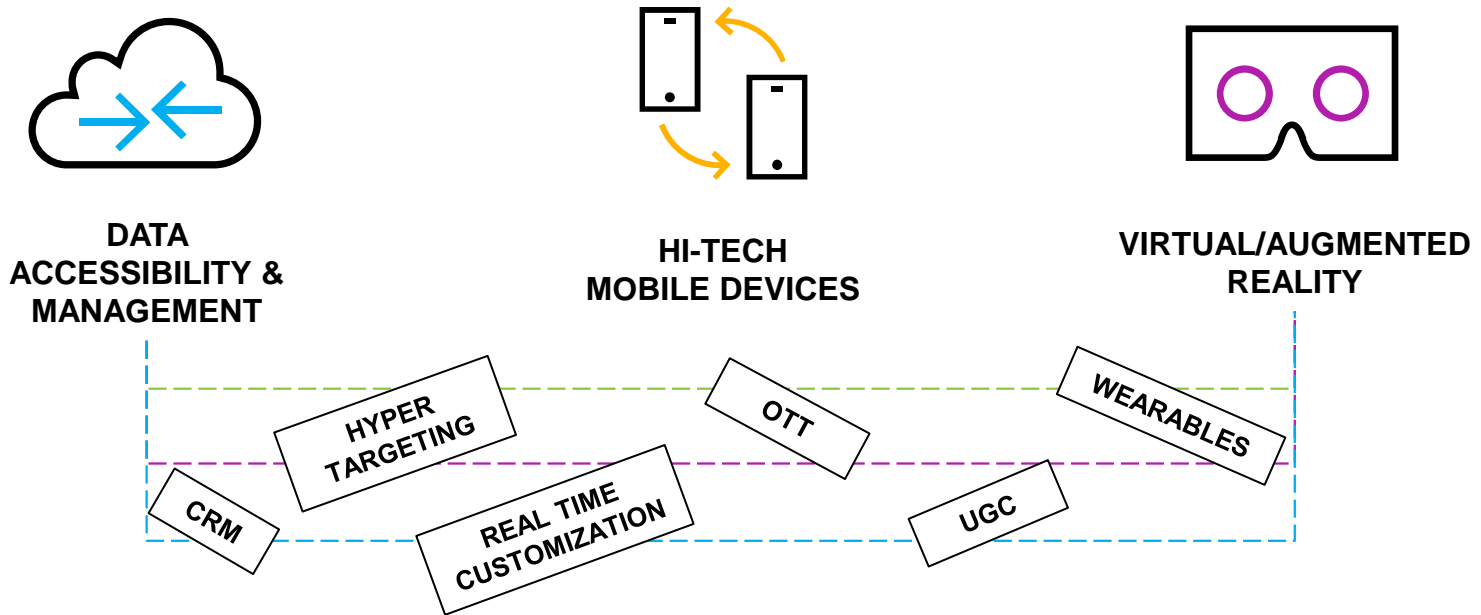 DATA
ACCESSIBILITY &
MANAGEMENT
HI-TECH
MOBILE DEVICES
VIRTUAL/AUGMENTED
REALITY
HYPER
TARGETING
OTT
WEARABLES
CRM
REAL TIME
CUSTOMIZATION
UGC